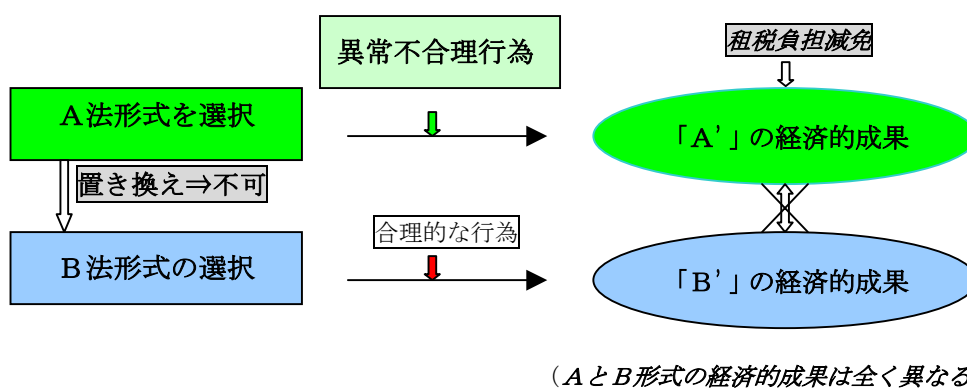 異常不合理行為
租税負担減免
A法形式を選択
「A’」の経済的成果
置き換え⇒不可
合理的な行為
B法形式の選択
「B’」の経済的成果
（AとB形式の経済的成果は全く異なる